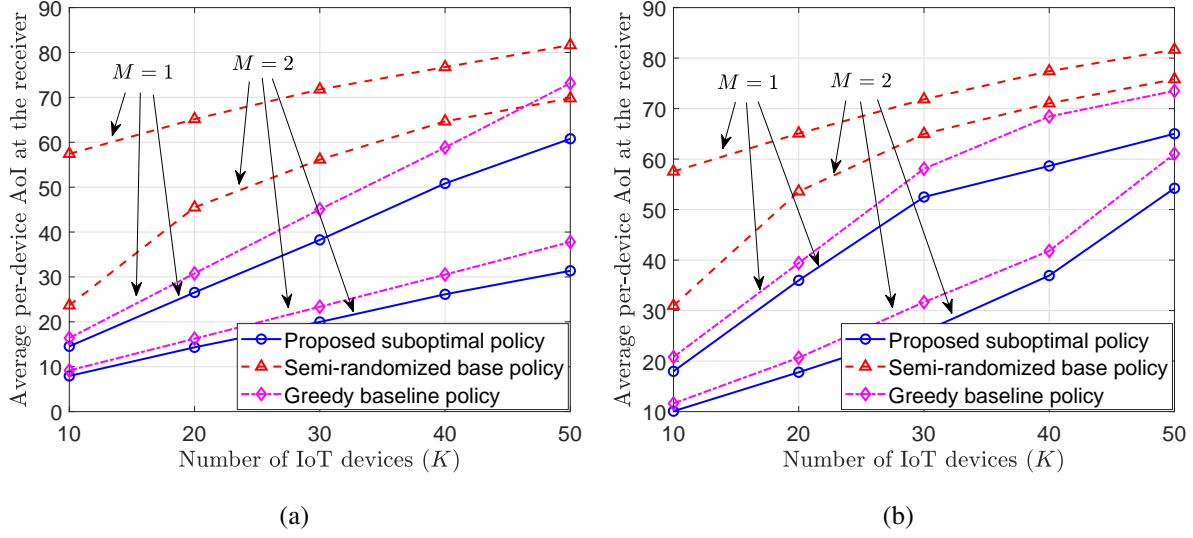 Average per-device AoI at the receiver
90
80
70
60
50
40
30
20
10
0
M = 1
M = 2
Proposed suboptimal policy
Semi-randomized base policy
Greedy baseline policy
10 20 30 40 50
Number of IoT devices (K)
(a)
Average per-device AoI at the receiver
90
80
70
60
50
40
30
20
10
M = 1
M = 2
Proposed suboptimal policy
Semi-randomized base policy
Greedy baseline policy
10 20 30 40 50
Number of IoT devices (K)
(b)